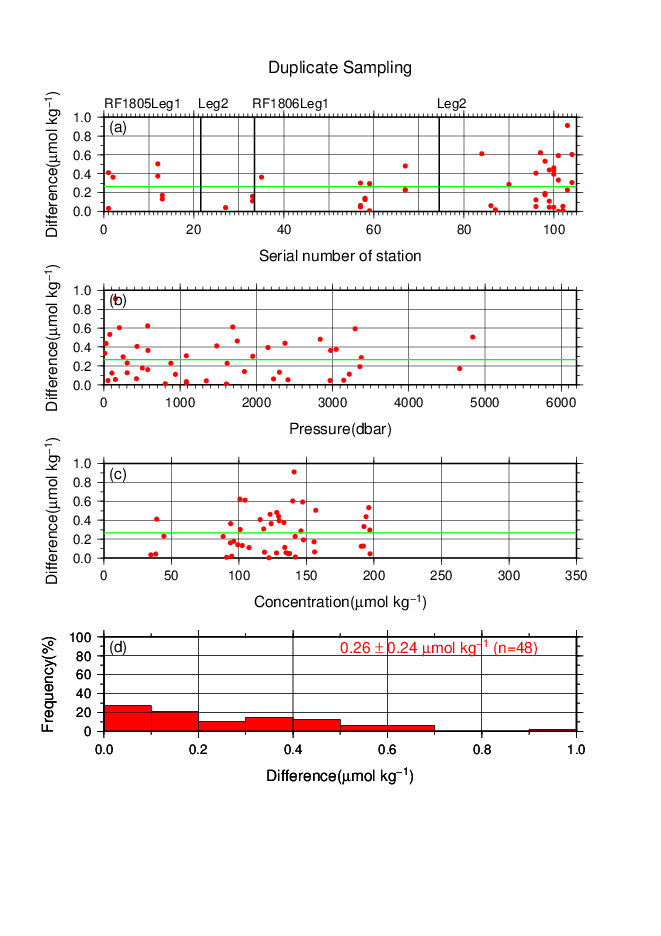 Duplicate Sampling
RF1805Leg1 Leg2 RF1806Leg1 Leg2
(a)
Difference(μmol kg⁻¹)
1.0
0.8
0.6
0.4
0.2
0.0
0 20 40 60 80 100
Serial number of station
(b)
Difference(μmol kg⁻¹)
1.0
0.8
0.6
0.4
0.2
0.0
0 1000 2000 3000 4000 5000 6000
Pressure(dbar)
(c)
Difference(μmol kg⁻¹)
1.0
0.8
0.6
0.4
0.2
0.0
0 50 100 150 200 250 300 350
Concentration(μmol kg⁻¹)
(d)
0.26 ± 0.24 μmol kg⁻¹ (n=48)
Frequency(%)
100
80
60
40
20
0
0.0 0.2 0.4 0.6 0.8 1.0
Difference(μmol kg⁻¹)